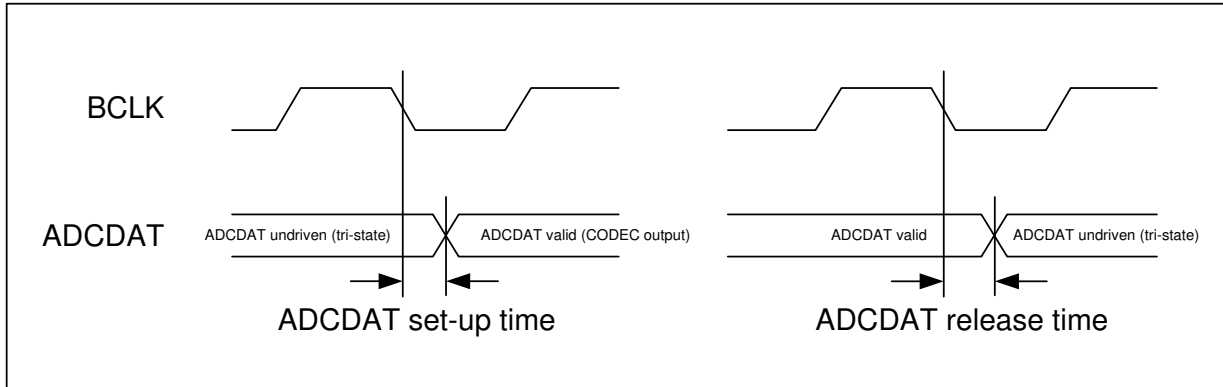 BCLK
ADCDAT
ADCDAT undriven (tri-state)
ADCDAT valid (CODEC output)
ADCDAT set-up time
ADCDAT valid
ADCDAT undriven (tri-state)
ADCDAT release time